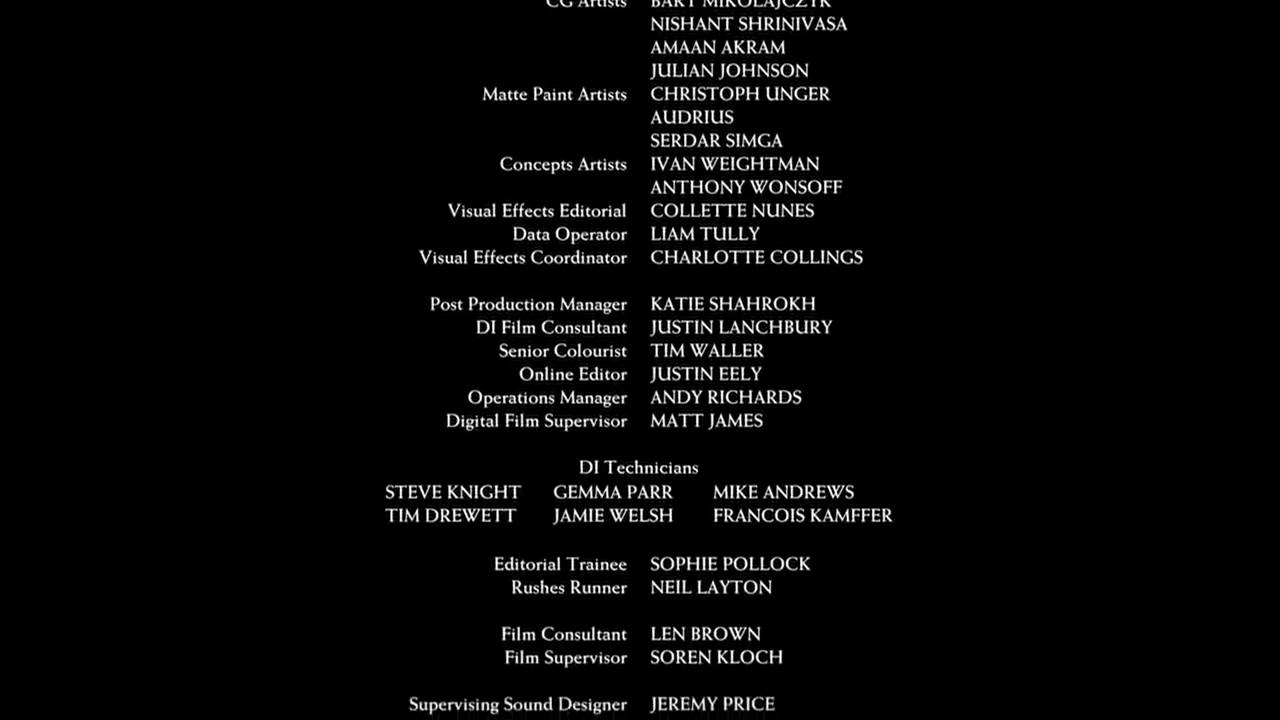 CG Artists BART MIKOLAJCZYK
NISHANT SHRINIVASA
AMAAN AKRAM
JULIAN JOHNSON
Matte Paint Artists CHRISTOPH UNGER
AUDRIUS
SERDAR SIMGA
Concepts Artists IVAN WEIGHTMAN
ANTHONY WONSOFF
Visual Effects Editorial COLLETTE NUNES
Data Operator LIAM TULLY
Visual Effects Coordinator CHARLOTTE COLLINGS
Post Production Manager KATIE SHAHROKH
DI Film Consultant JUSTIN LANCHBURY
Senior Colourist TIM WALLER
Online Editor JUSTIN EELY
Operations Manager ANDY RICHARDS
Digital Film Supervisor MATT JAMES
DI Technicians
STEVE KNIGHT GEMMA PARR MIKE ANDREWS
TIM DREWETT JAMIE WELSH FRANCOIS KAMFFER
Editorial Trainee SOPHIE POLLOCK
Rushes Runner NEIL LAYTON
Film Consultant LEN BROWN
Film Supervisor SOREN KLOCH
Supervising Sound Designer JEREMY PRICE